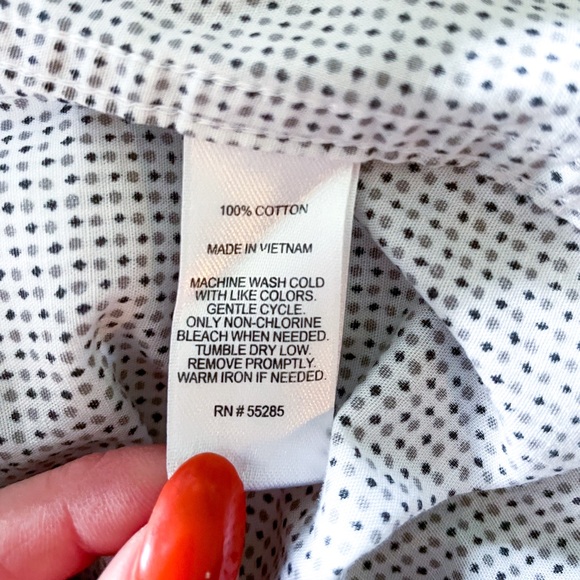 100% COTTON
MADE IN VIETNAM
MACHINE WASH COLD
WITH LIKE COLORS.
GENTLE CYCLE.
ONLY NON-CHLORINE
BLEACH WHEN NEEDED.
TUMBLE DRY LOW.
REMOVE PROMPTLY.
WARM IRON IF NEEDED.
RN # 55285